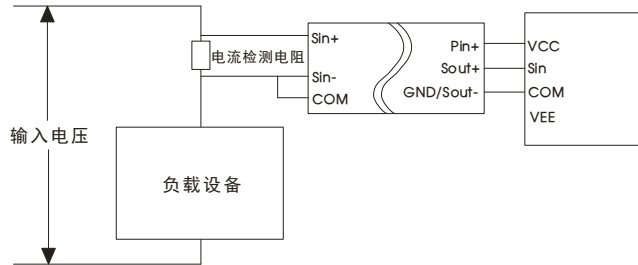 Sin+
电流检测电阻
Sin-
COM
Pin+
Sout+
GND/Sout-
VCC
Sin
COM
VEE
输入电压
负载设备